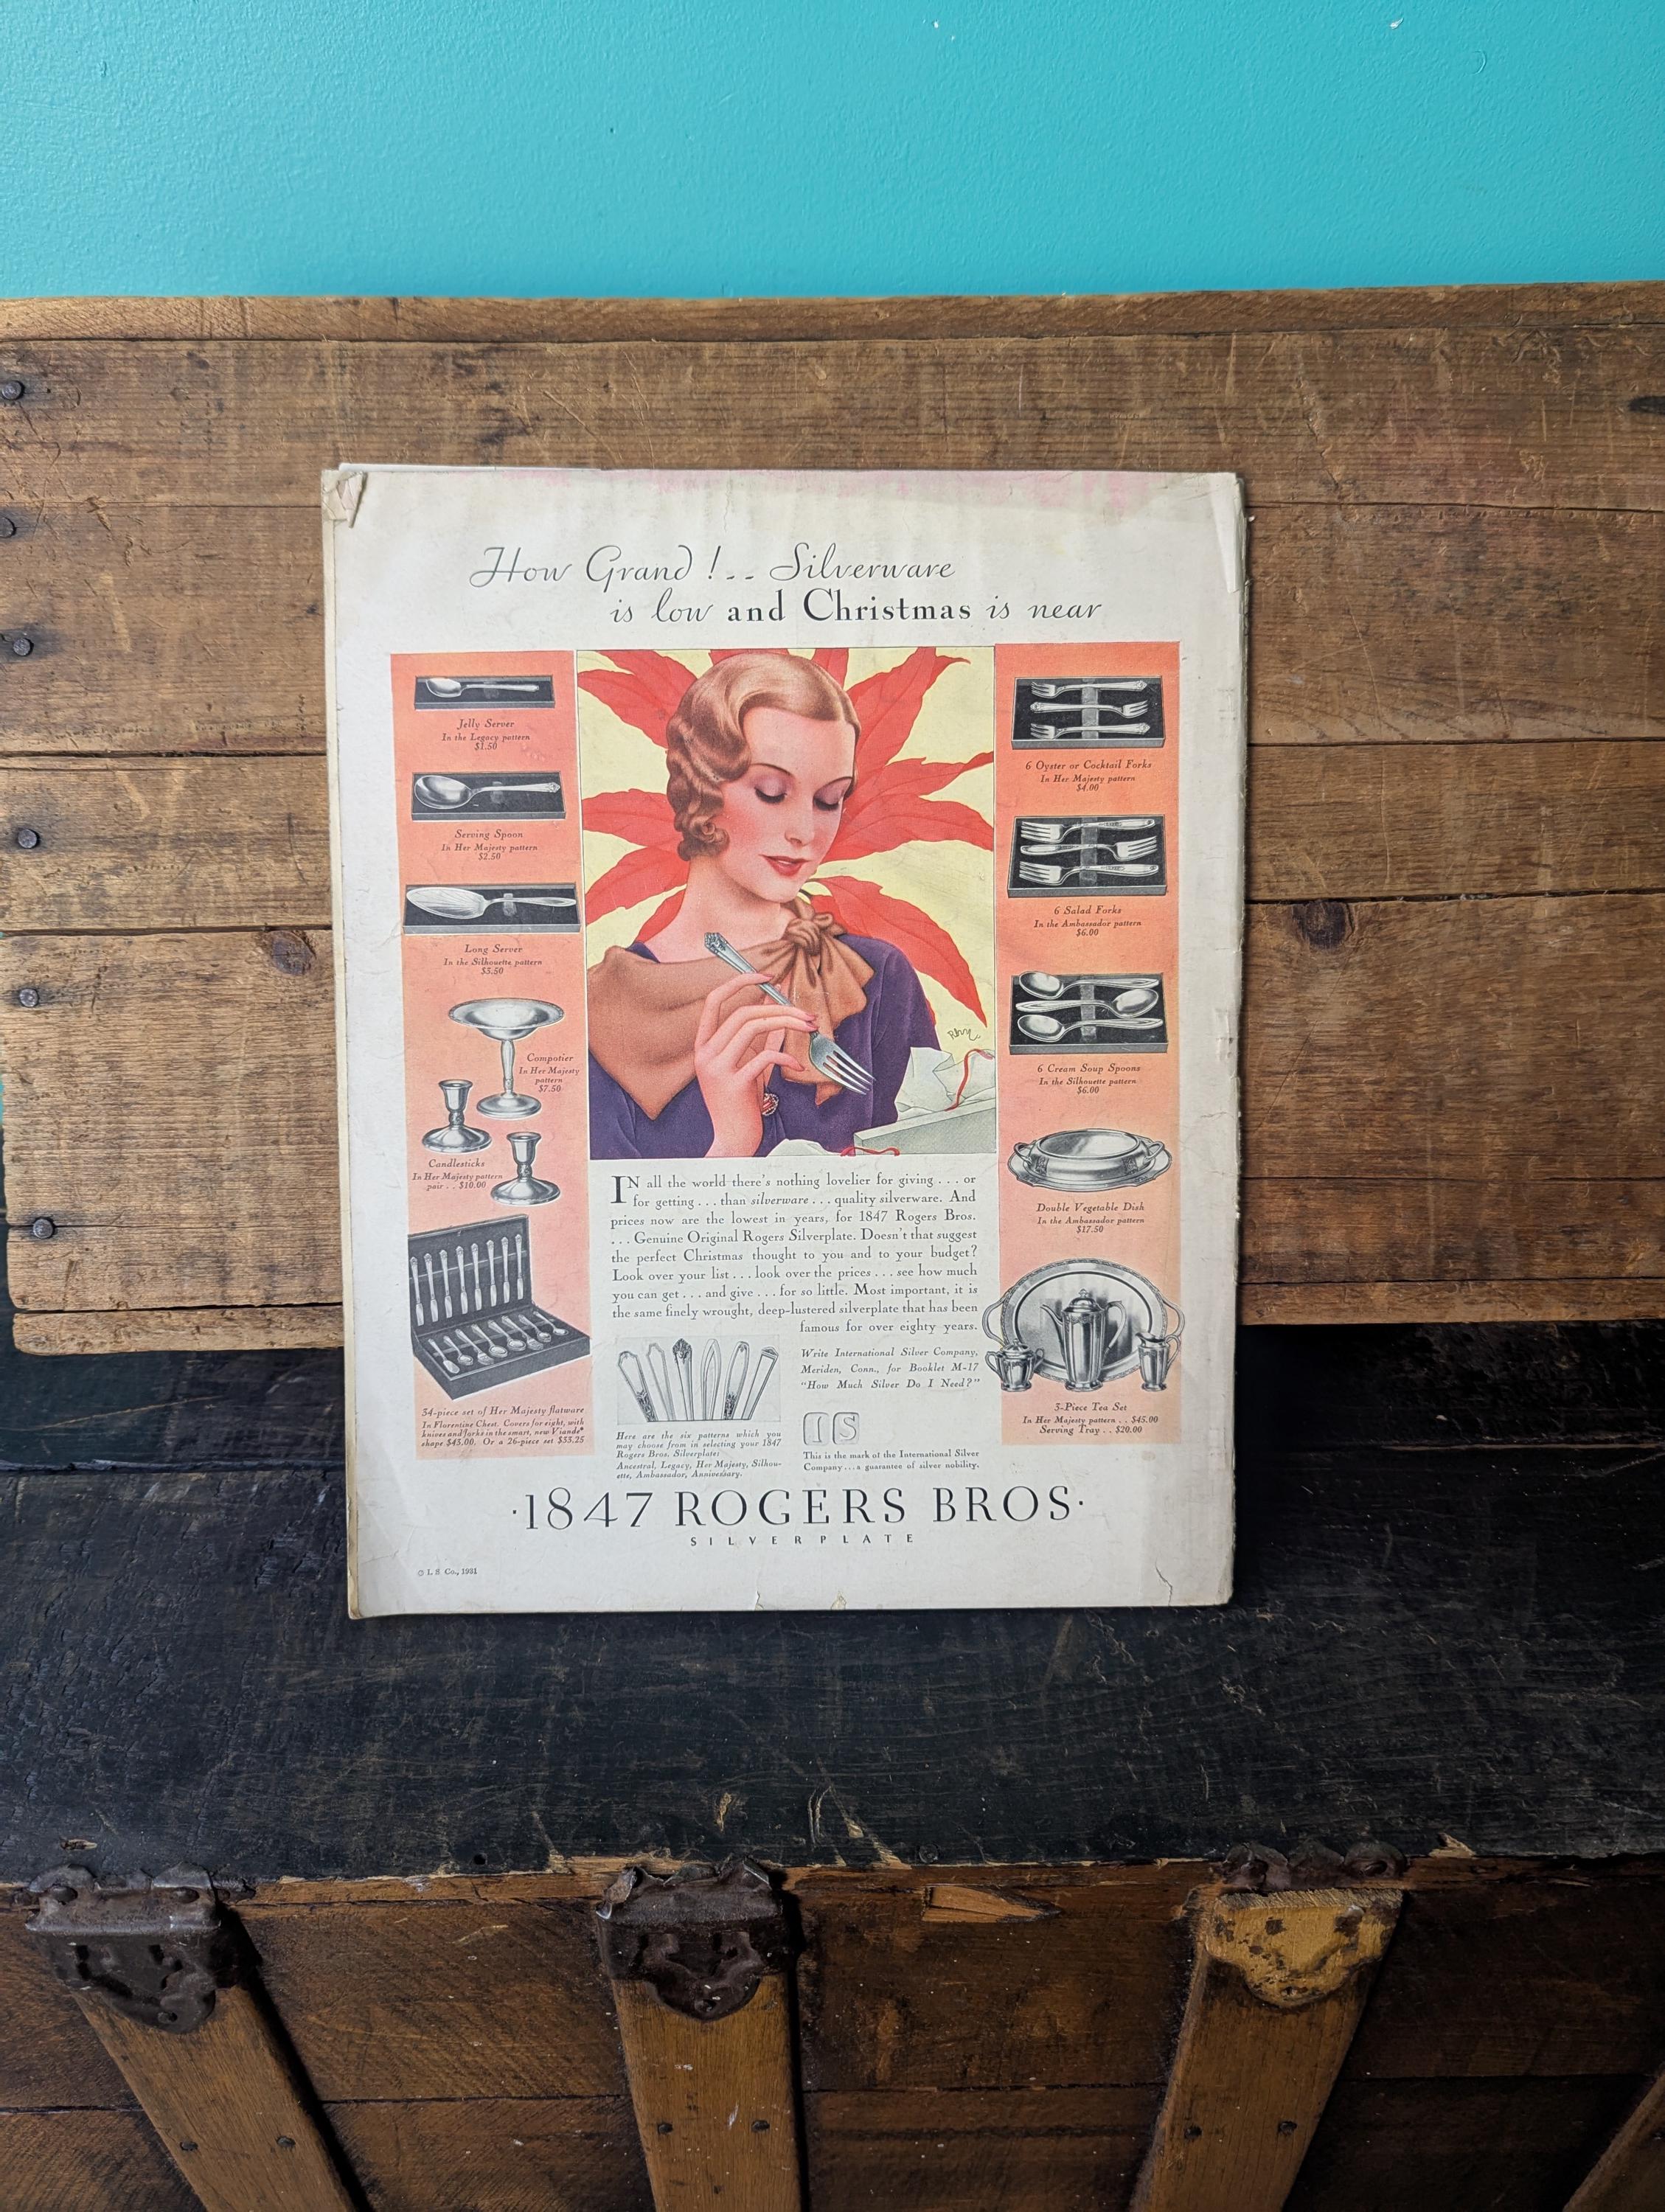 How Grand!.. Silverware
is low and Christmas is near
Jelly Server
In the Legacy pattern
$1.50
Serving Spoon
In Her Majesty pattern
$2.50
Long Server
In the Silhouette pattern
$3.50
Compotier
In Her Majesty
pattern
$7.50
Candlesticks
In Her Majesty pattern
pair . . $10.00
34-piece set of Her Majesty flatware
In Florentine Chest. Covers for eight, with
knives and forks in the smart, new Viande*
shape $43.00. Or a 26-piece set $33.25
6 Oyster or Cocktail Forks
In Her Majesty pattern
$4.00
6 Salad Forks
In the Ambassador pattern
$6.00
6 Cream Soup Spoons
In the Silhouette pattern
$6.00
Double Vegetable Dish
In the Ambassador pattern
$17.50
3-Piece Tea Set
In Her Majesty pattern . . $45.00
Serving Tray . . $20.00
IN all the world there's nothing lovelier for giving . . . or
for getting . . . than silverware . . . quality silverware. And
prices now are the lowest in years, for 1847 Rogers Bros.
. . . Genuine Original Rogers Silverplate. Doesn't that suggest
the perfect Christmas thought to you and to your budget?
Look over your list . . . look over the prices . . . see how much
you can get . . . and give . . . for so little. Most important, it is
the same finely wrought, deep-lustered silverplate that has been
famous for over eighty years.
Write International Silver Company,
Meriden, Conn., for Booklet M-17
"How Much Silver Do I Need?"
Here are the six patterns which you
may choose from in selecting your 1847
Rogers Bros. Silverplate:
Ancestral, Legacy, Her Majesty, Silhou-
ette, Ambassador, Anniversary.
IS
This is the mark of the International Silver
Company . . . a guarantee of silver nobility.
·1847 ROGERS BROS·
SILVERPLATE
© I. S. Co., 1931